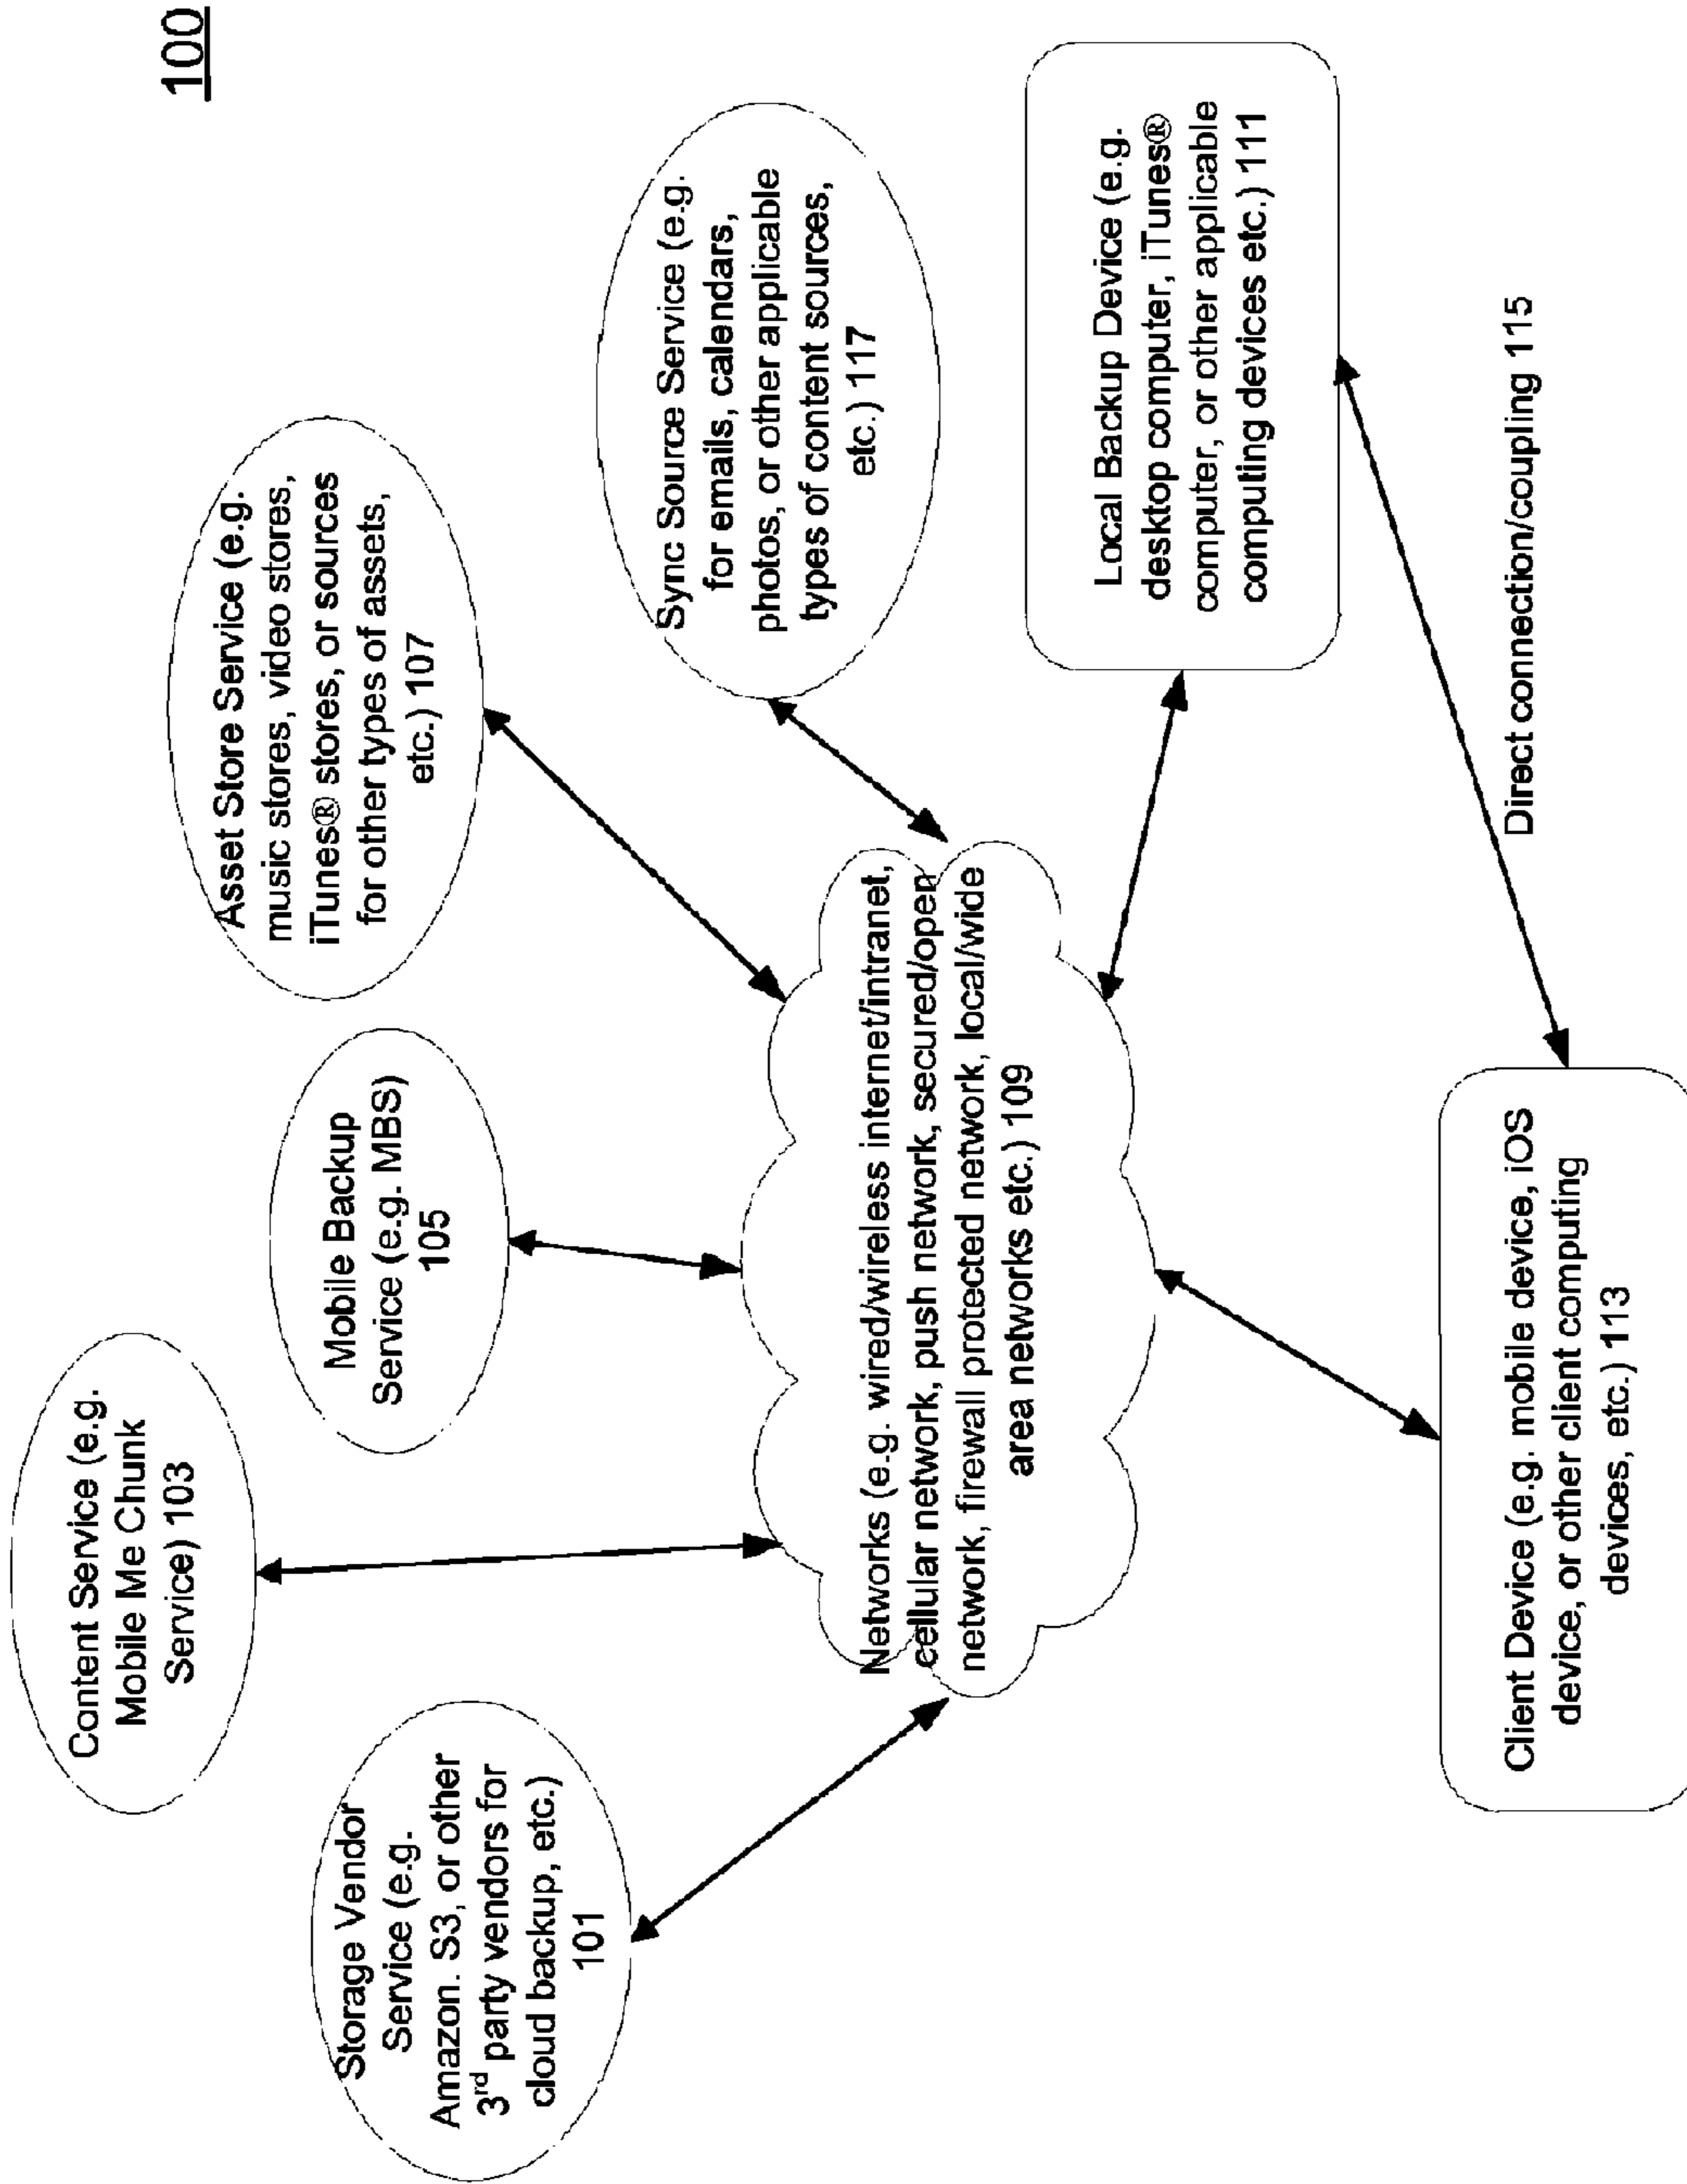 100
Content Service (e.g.
Mobile Me Chunk
Service) 103
Storage Vendor
Service (e.g.
Amazon. S3, or other
3rd party vendors for
cloud backup, etc.)
101
Mobile Backup
Service (e.g. MBS)
105
Asset Store Service (e.g.
music stores, video stores,
iTunes® stores, or sources
for other types of assets,
etc.) 107
Sync Source Service (e.g.
for emails, calendars,
photos, or other applicable
types of content sources,
etc.) 117
Networks (e.g. wired/wireless internet/intranet,
cellular network, push network, secured/open
network, firewall protected network, local/wide
area networks etc.) 109
Local Backup Device (e.g.
desktop computer, iTunes®
computer, or other applicable
computing devices etc.) 111
Direct connection/coupling 115
Client Device (e.g. mobile device, iOS
device, or other client computing
devices, etc.) 113